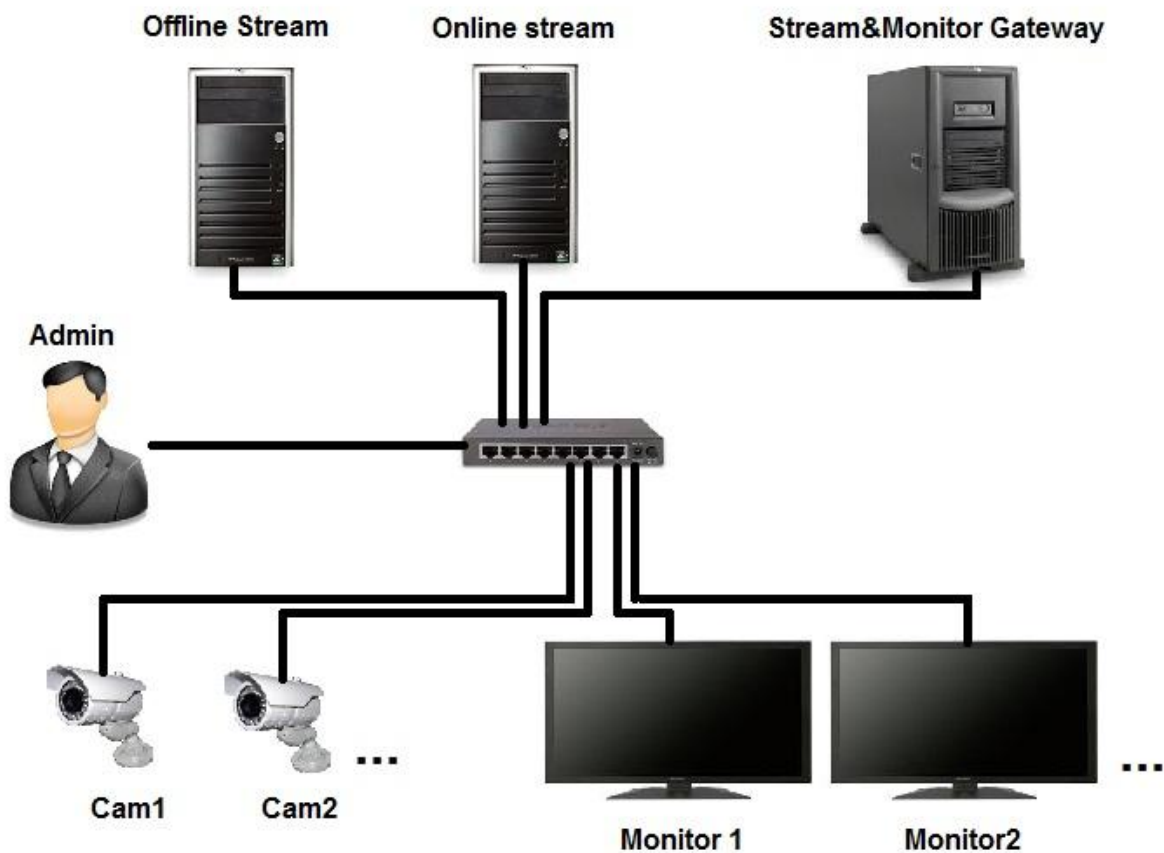 Offline Stream
Online stream
Stream&Monitor Gateway
Admin
Cam1
Cam2
...
Monitor 1
Monitor2
...